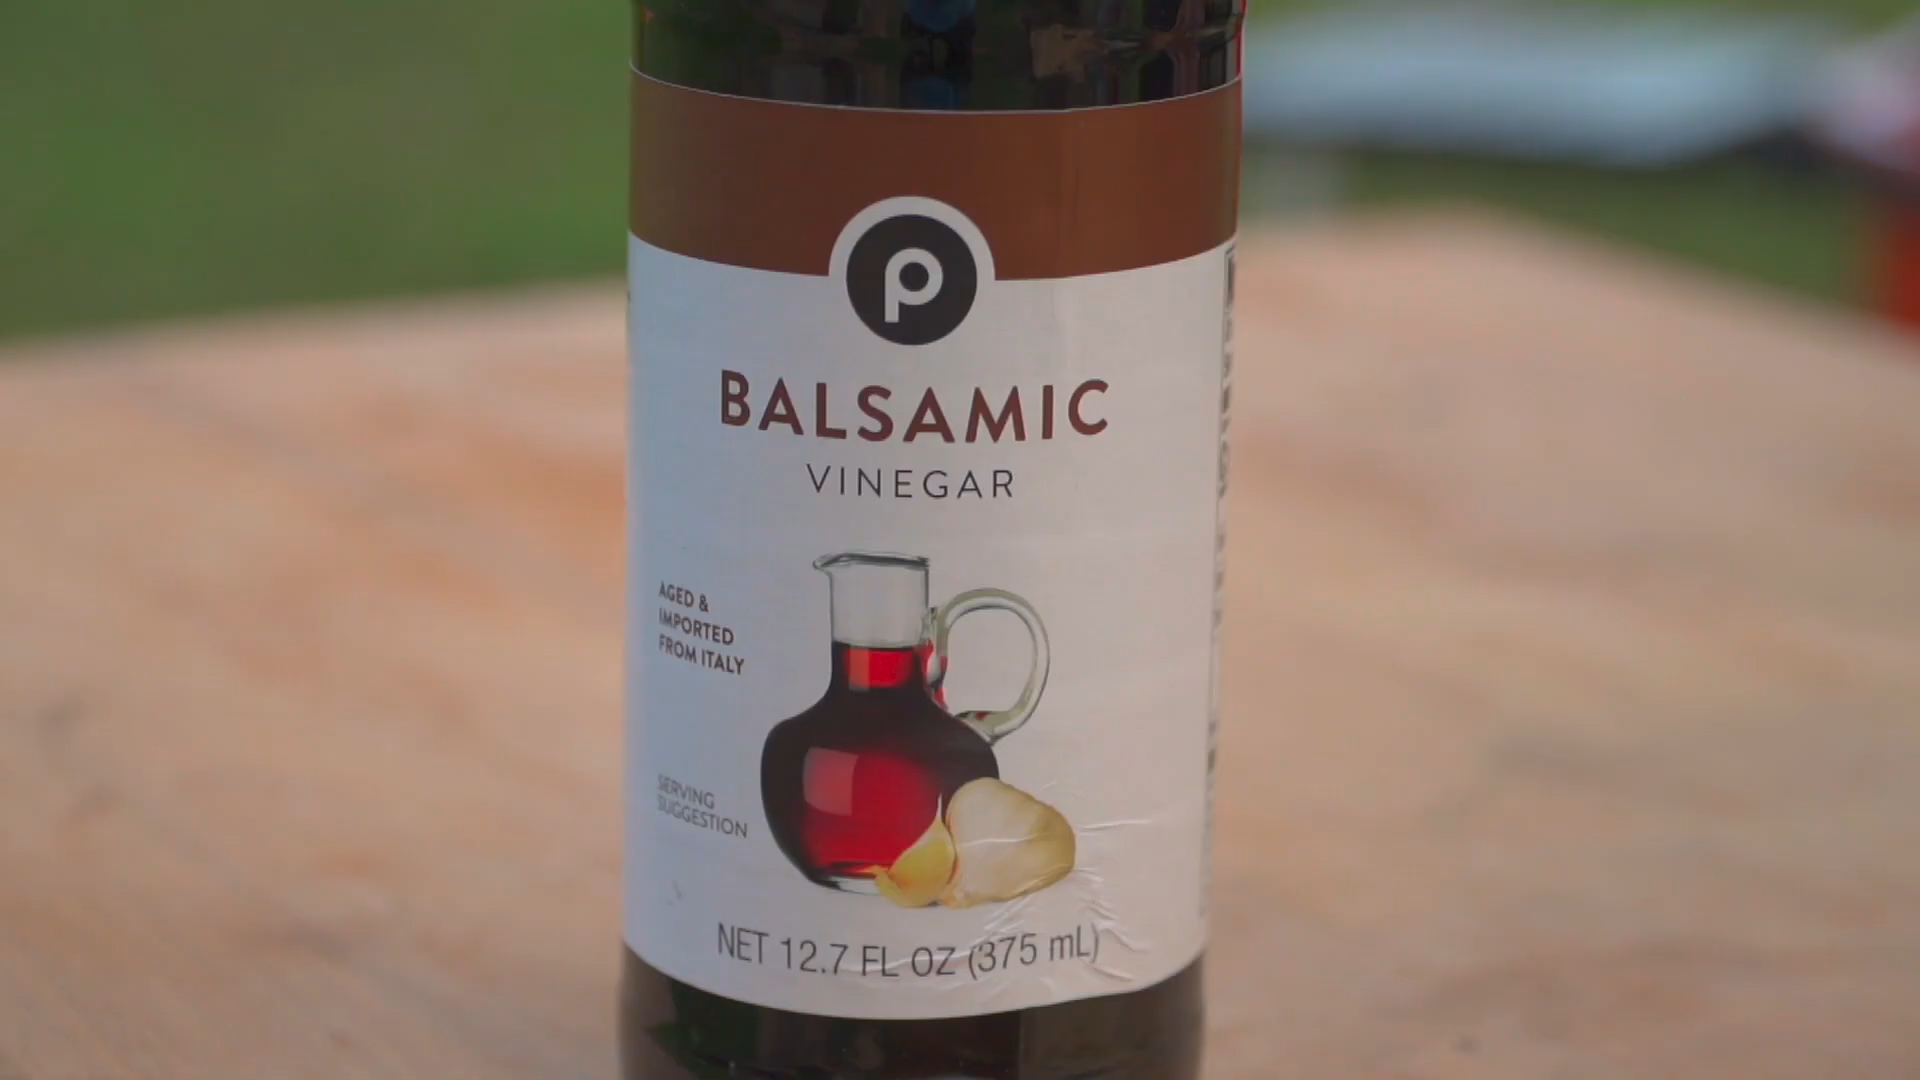 p
BALSAMIC
VINEGAR
AGED &
IMPORTED
FROM ITALY
SERVING
SUGGESTION
NET 12.7 FL OZ (375 mL)